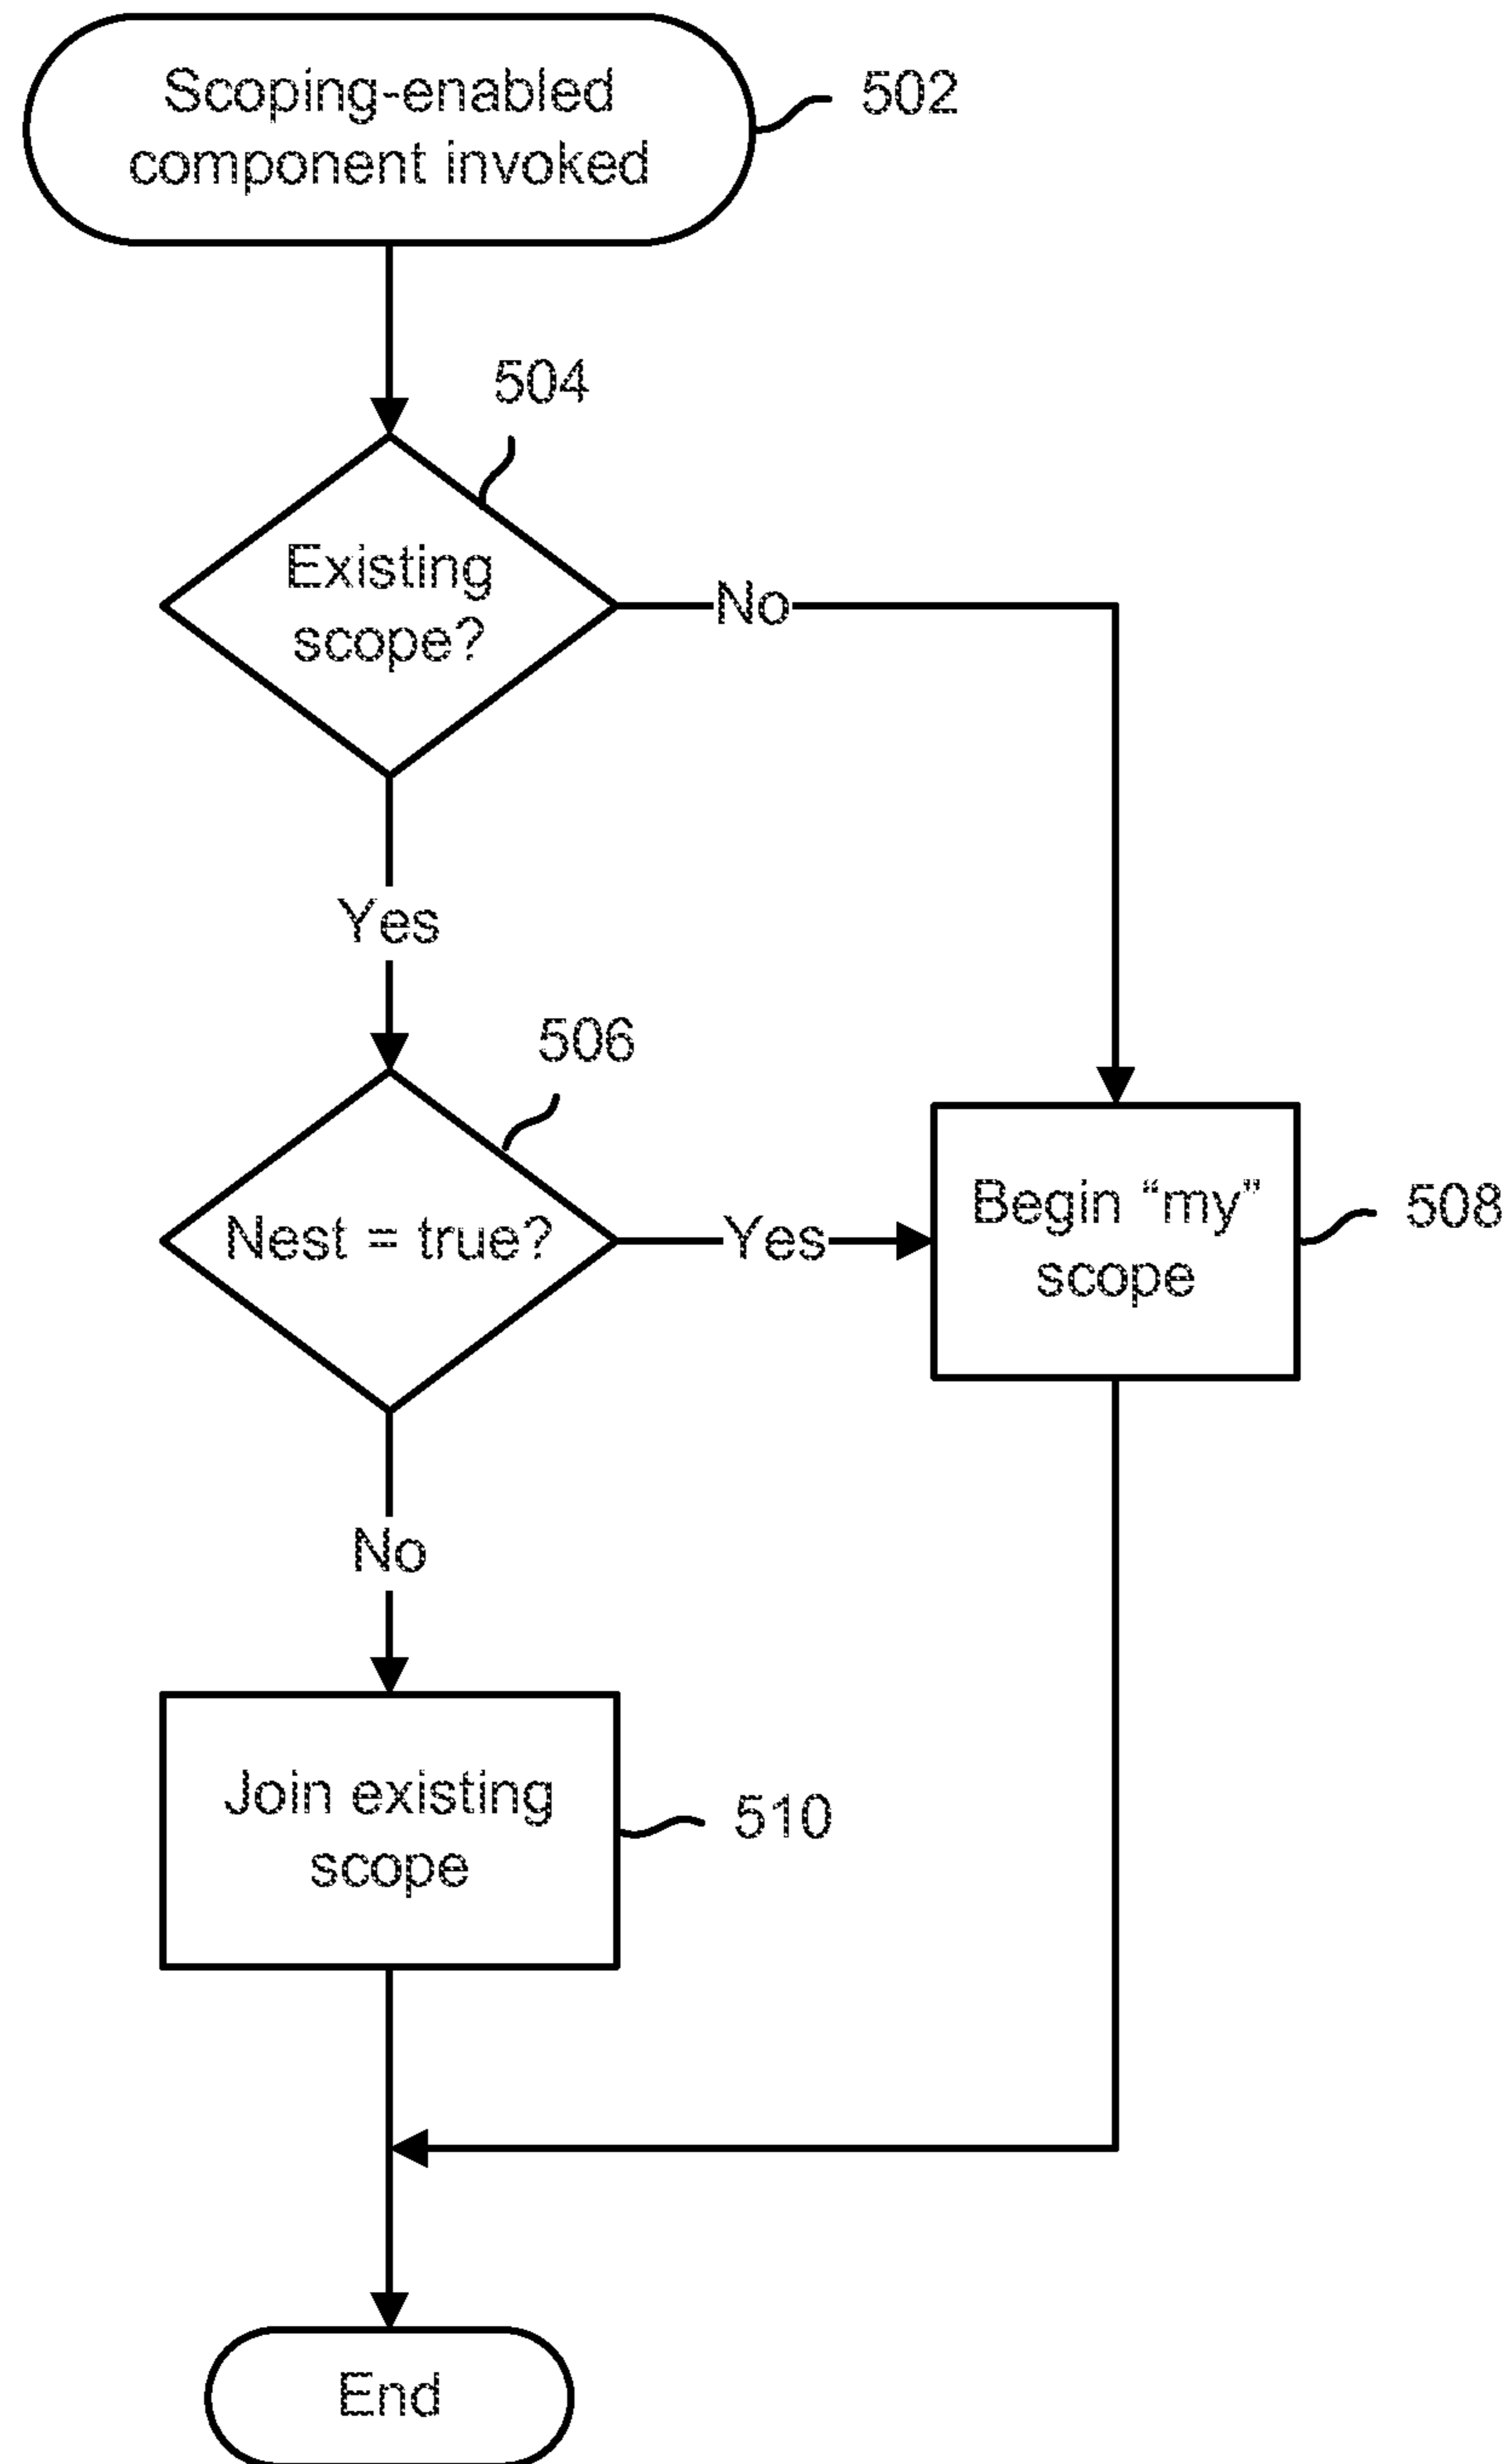 Scoping-enabled
component invoked
502
504
Existing
scope?
No
Yes
506
Nest = true?
Yes
Begin “my”
scope
508
No
Join existing
scope
510
End